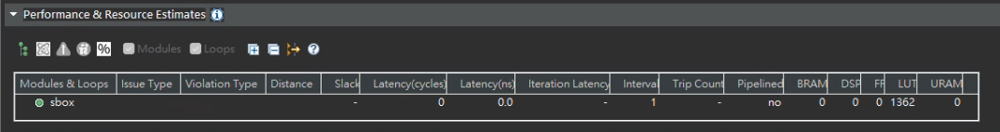 Performance & Resource Estimates
% Modules Loops
Modules & Loops Issue Type Violation Type Distance Slack Latency(cycles) Latency(ns) Iteration Latency Interval Trip Count Pipelined BRAM DSP FF LUT URAM
sbox - 0 0.0 - 1 - no 0 0 0 1362 0